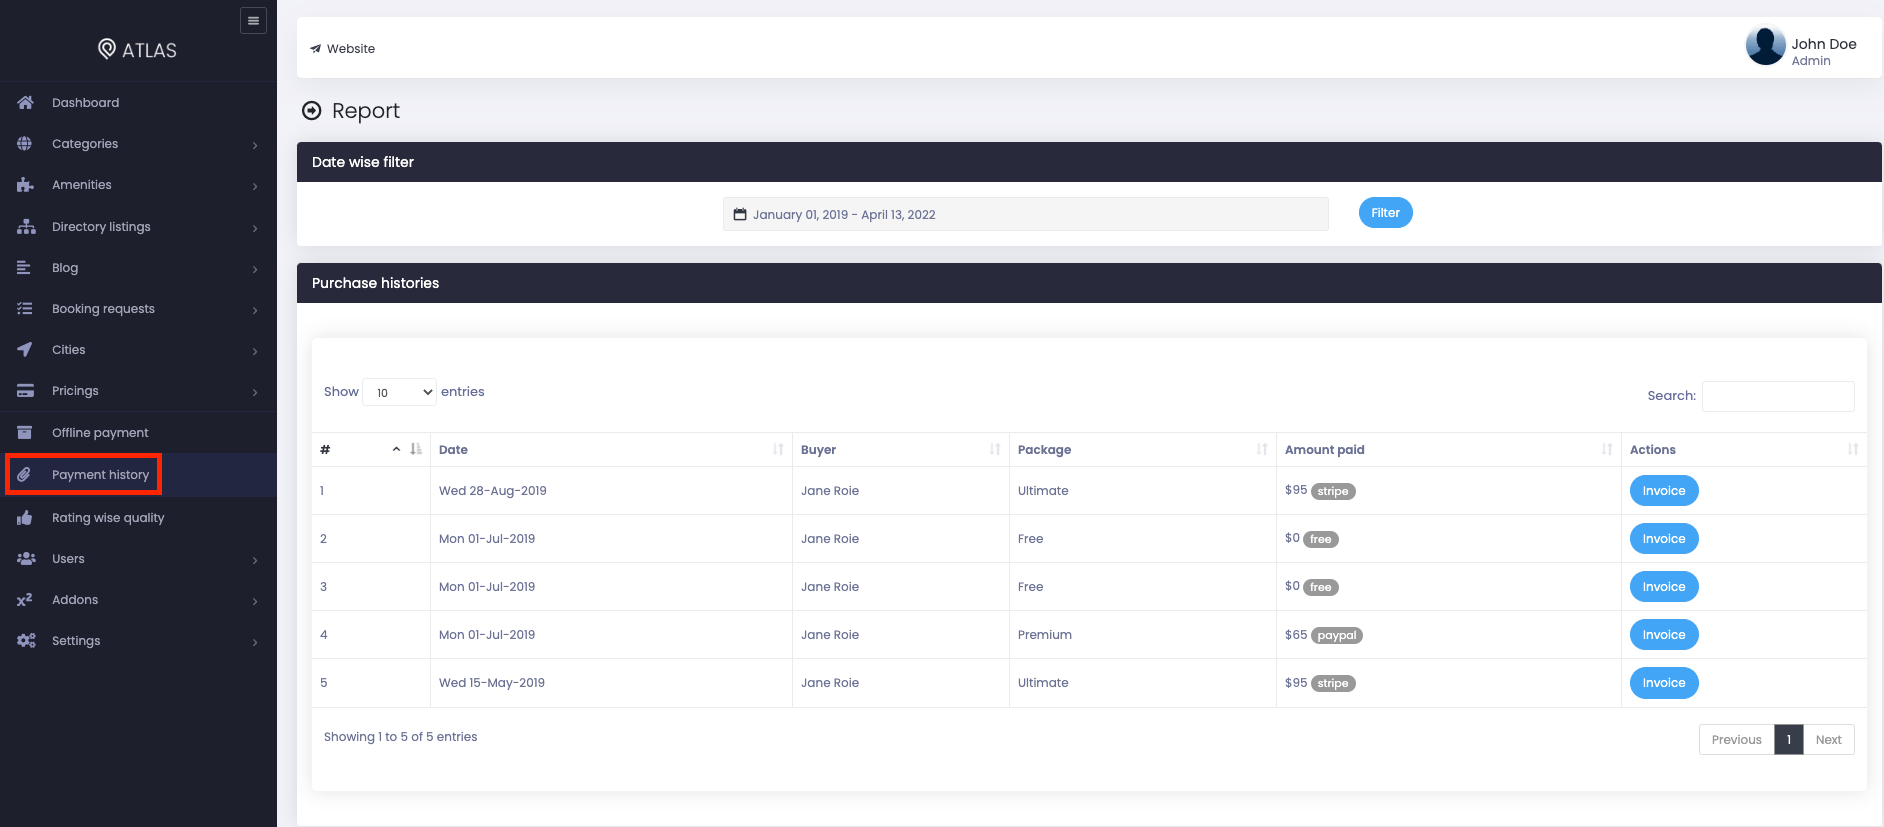 ATLAS
Dashboard
Categories
Amenities
Directory listings
Blog
Booking requests
Cities
Pricings
Offline payment
Payment history
Rating wise quality
Users
Addons
Settings
Website
John Doe
Admin
Report
Date wise filter
January 01, 2019 - April 13, 2022
Filter
Purchase histories
Show 10 entries
Search:
# Date Buyer Package Amount paid Actions
1 Wed 28-Aug-2019 Jane Roie Ultimate $95 stripe Invoice
2 Mon 01-Jul-2019 Jane Roie Free $0 free Invoice
3 Mon 01-Jul-2019 Jane Roie Free $0 free Invoice
4 Mon 01-Jul-2019 Jane Roie Premium $65 paypal Invoice
5 Wed 15-May-2019 Jane Roie Ultimate $95 stripe Invoice
Showing 1 to 5 of 5 entries
Previous 1 Next